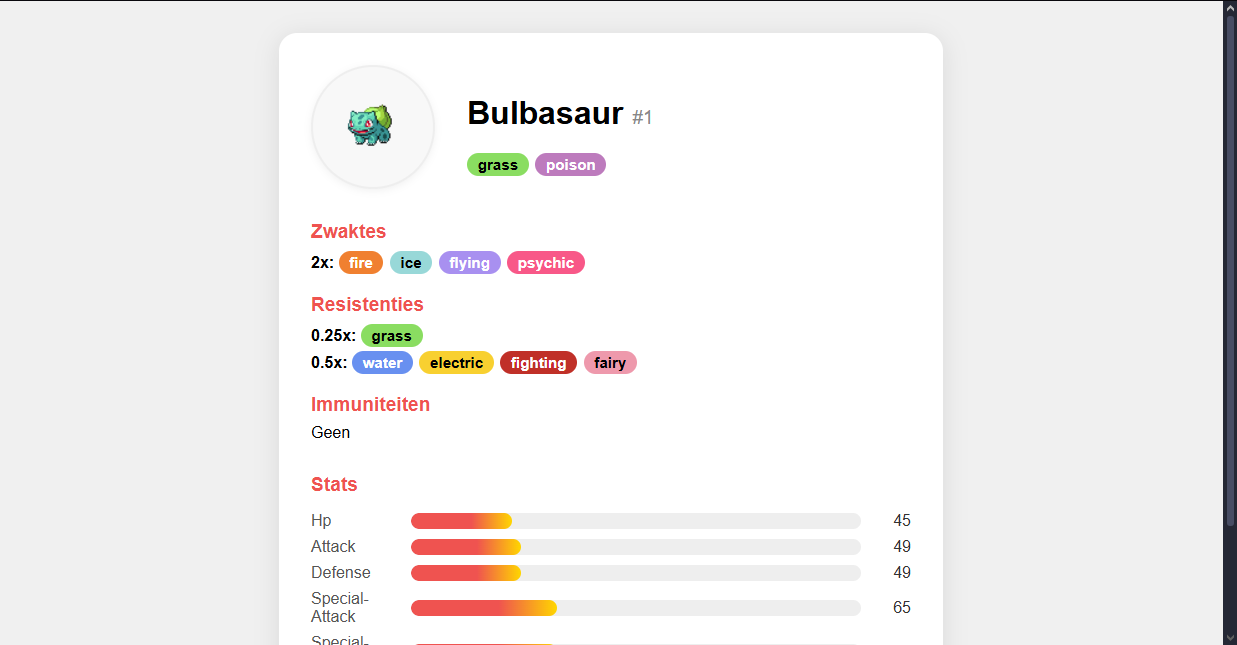 Bulbasaur #1
grass poison
Zwaktes
2x: fire ice flying psychic
Resistenties
0.25x: grass
0.5x: water electric fighting fairy
Immuniteiten
Geen
Stats
Hp 45
Attack 49
Defense 49
Special-
Attack 65
Special-